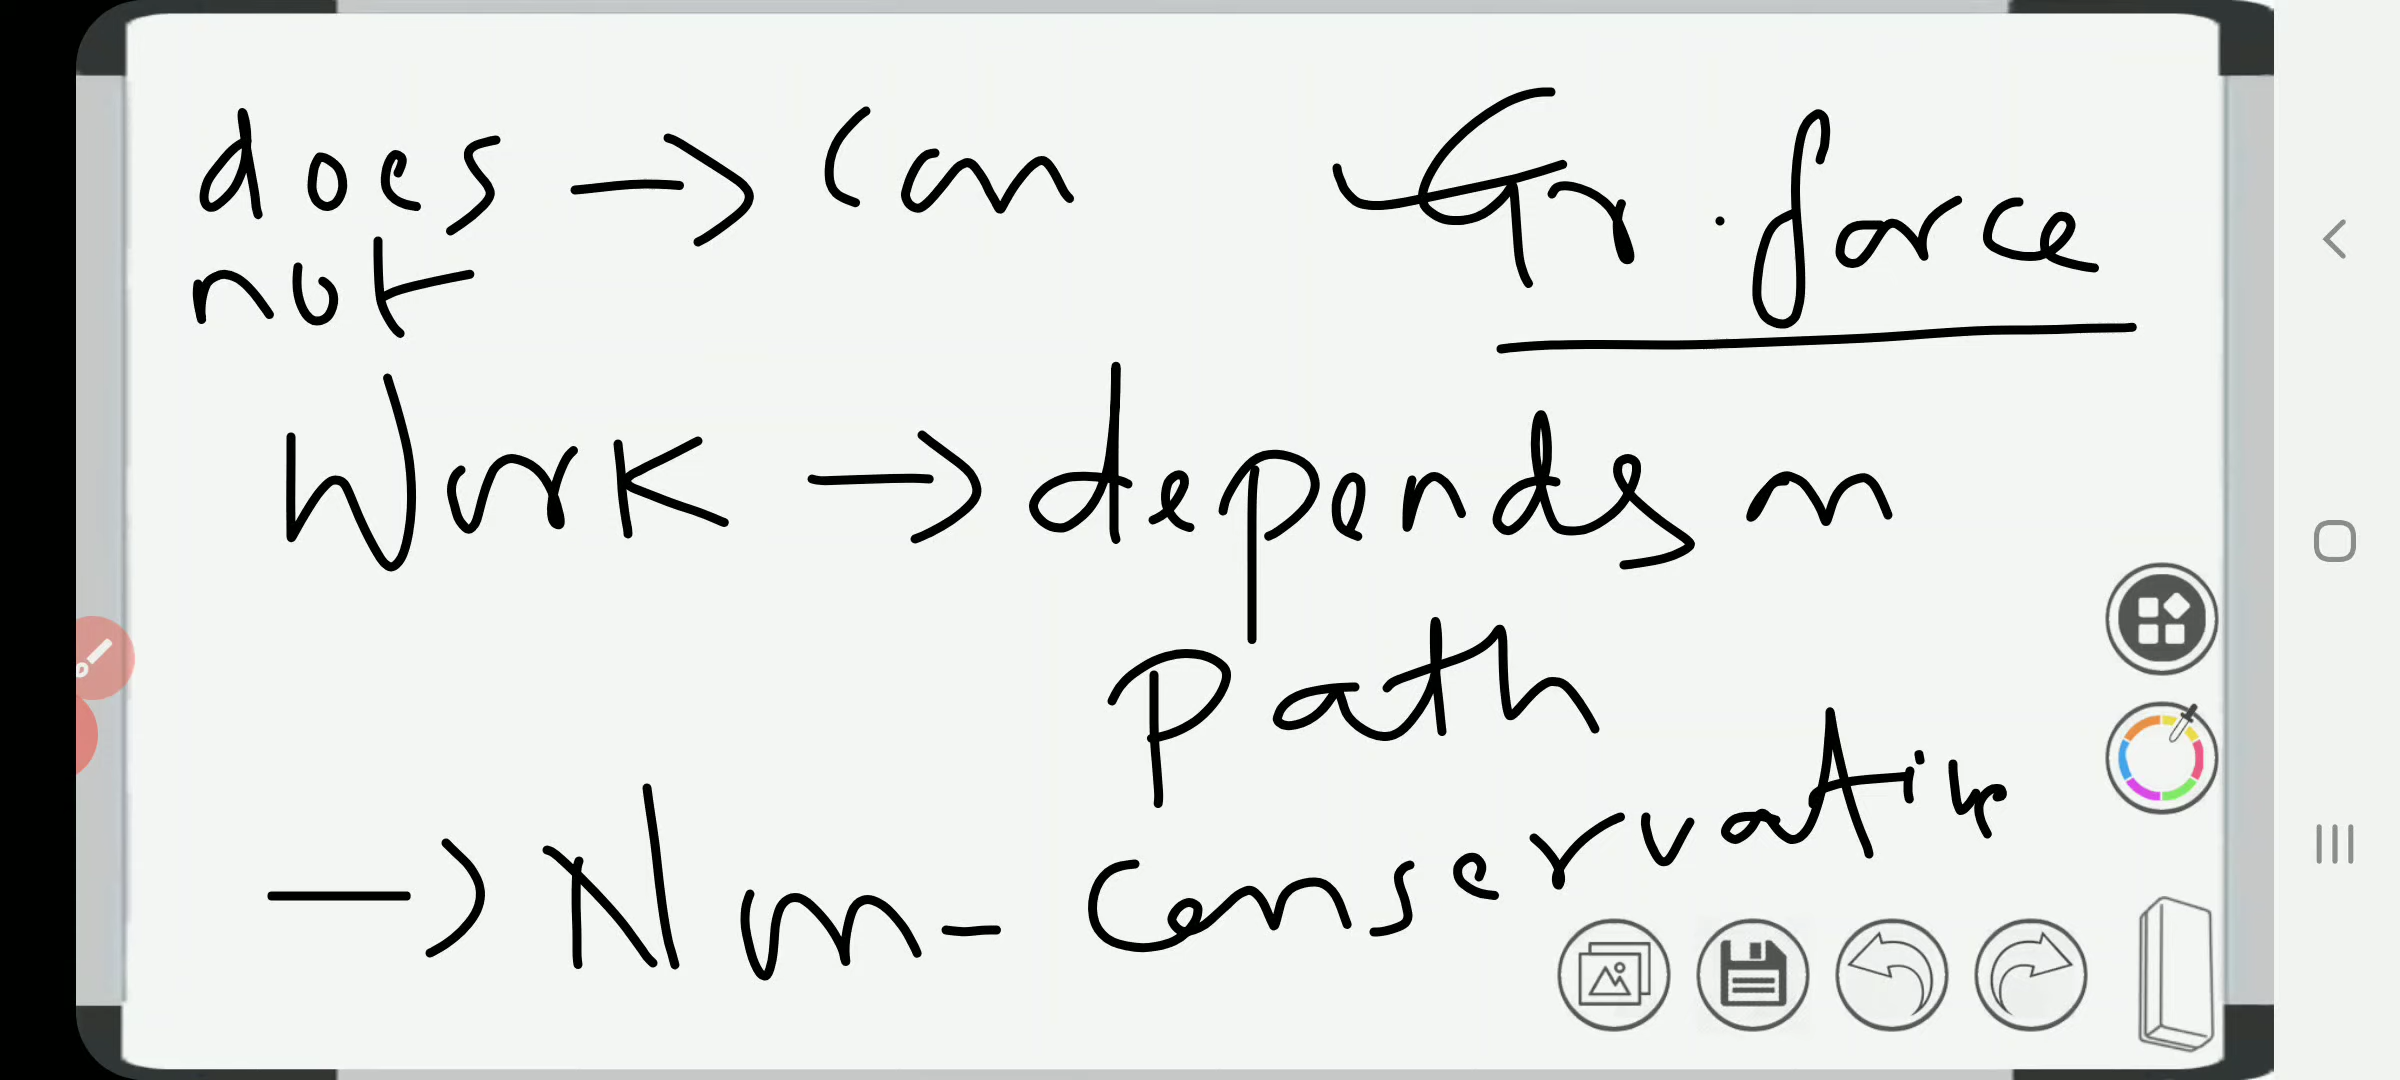 does → Con Gr. force
not
Work → depends on
Path
→ Non-Conservative